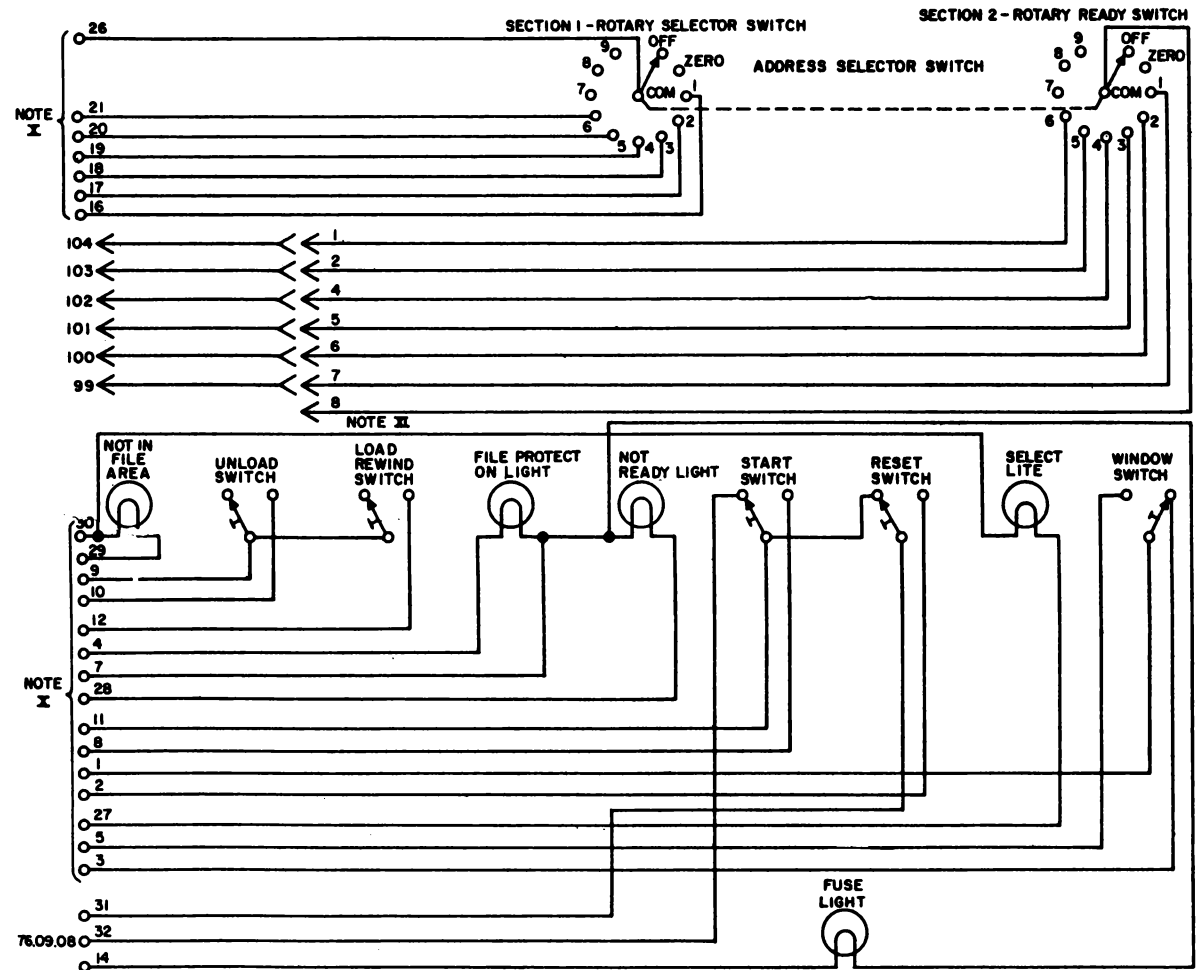 SECTION 2 - ROTARY READY SWITCH
SECTION 1 - ROTARY SELECTOR SWITCH
26
9 OFF
8 ZERO
7 COM 1
6 5 4 3 2
ADDRESS SELECTOR SWITCH
9 OFF
8 ZERO
7 COM 1
6 5 4 3 2
NOTE
X
21
20
19
18
17
16
104 1
103 2
102 4
101 5
100 6
99 7
8
NOTE XI
NOT IN
FILE
AREA
UNLOAD
SWITCH
LOAD
REWIND
SWITCH
FILE PROTECT
ON LIGHT
NOT
READY LIGHT
START
SWITCH
RESET
SWITCH
SELECT
LITE
WINDOW
SWITCH
30
29
9
10
12
4
7
NOTE
X
28
11
8
1
2
27
5
3
FUSE
LIGHT
31
76.09.08 32
14